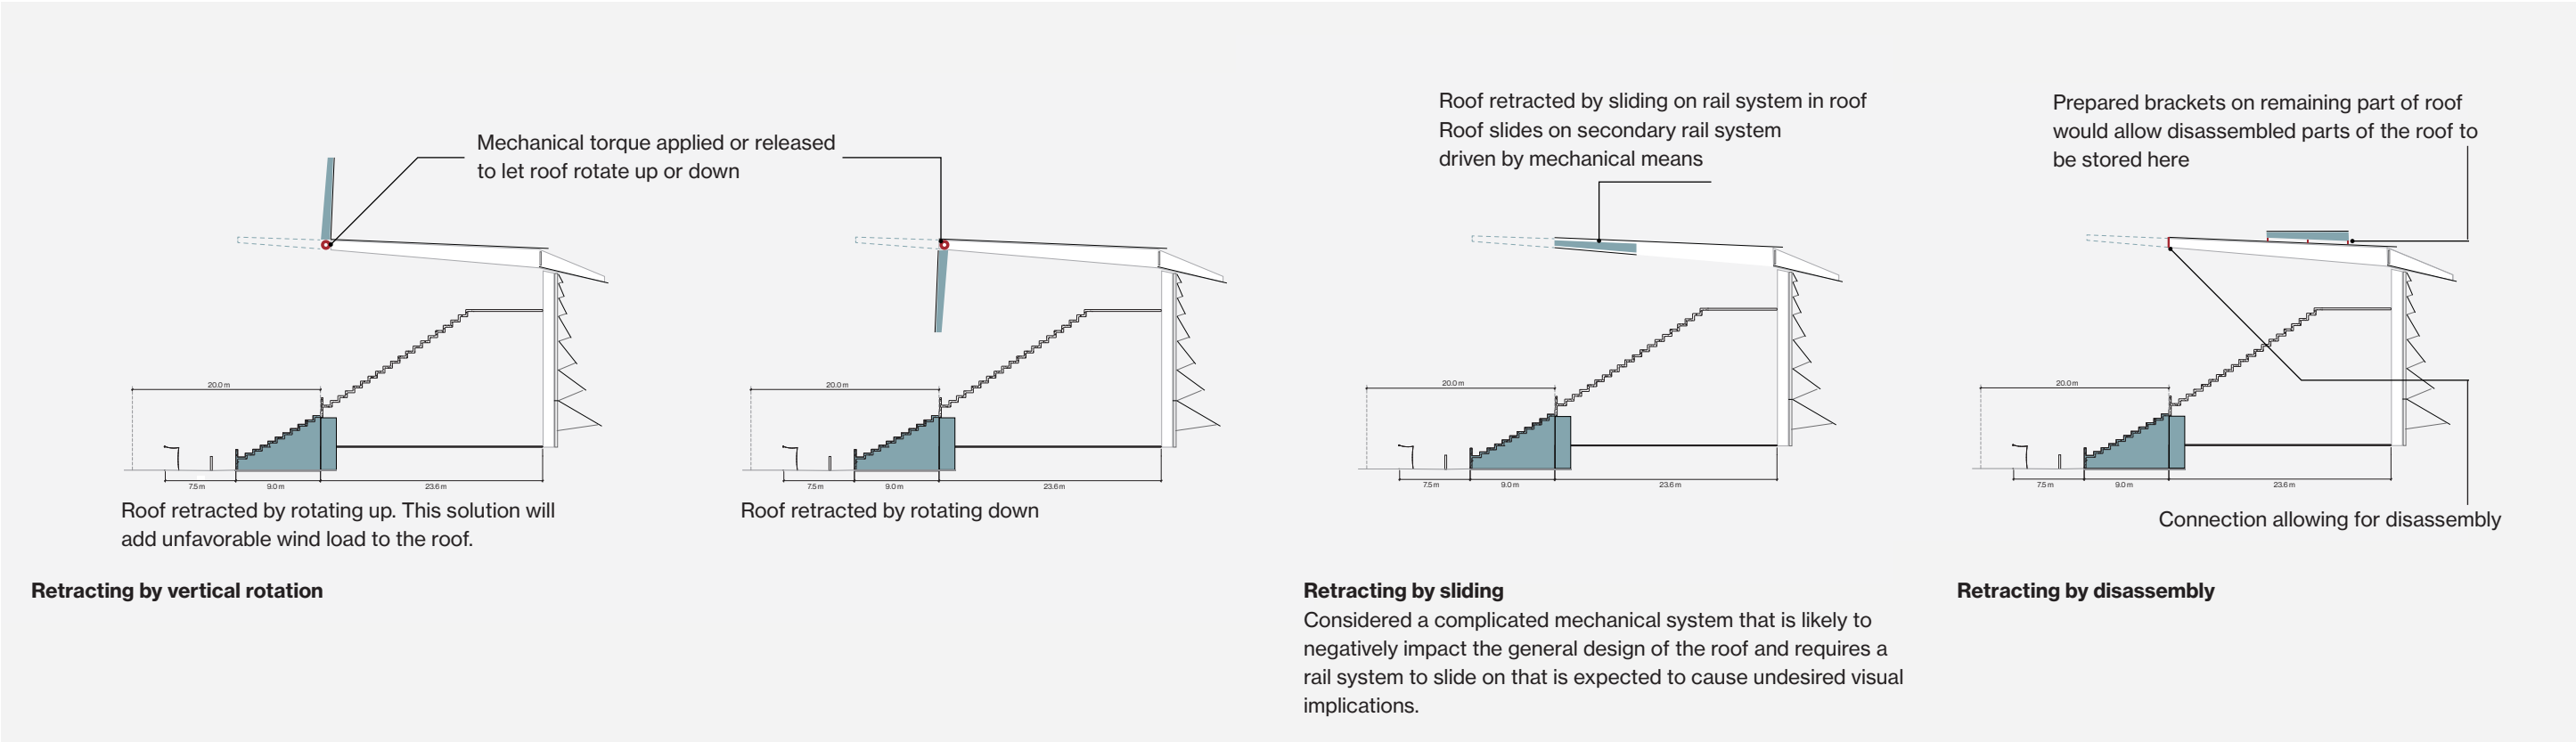 Mechanical torque applied or released
to let roof rotate up or down
20.0 m
7.5 m
9.0 m
23.6 m
Roof retracted by rotating up. This solution will
add unfavorable wind load to the roof.
20.0 m
7.5 m
9.0 m
23.6 m
Roof retracted by rotating down
Retracting by vertical rotation
Roof retracted by sliding on rail system in roof
Roof slides on secondary rail system
driven by mechanical means
20.0 m
7.5 m
9.0 m
23.6 m
Retracting by sliding
Considered a complicated mechanical system that is likely to
negatively impact the general design of the roof and requires a
rail system to slide on that is expected to cause undesired visual
implications.
Prepared brackets on remaining part of roof
would allow disassembled parts of the roof to
be stored here
20.0 m
7.5 m
9.0 m
23.6 m
Connection allowing for disassembly
Retracting by disassembly